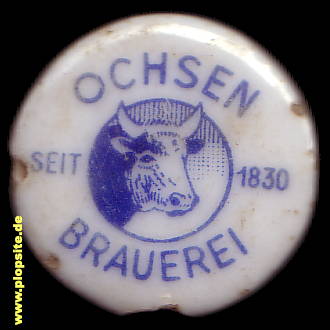 OCHSEN
SEIT 1830
BRAUEREI
© www.plopsite.de